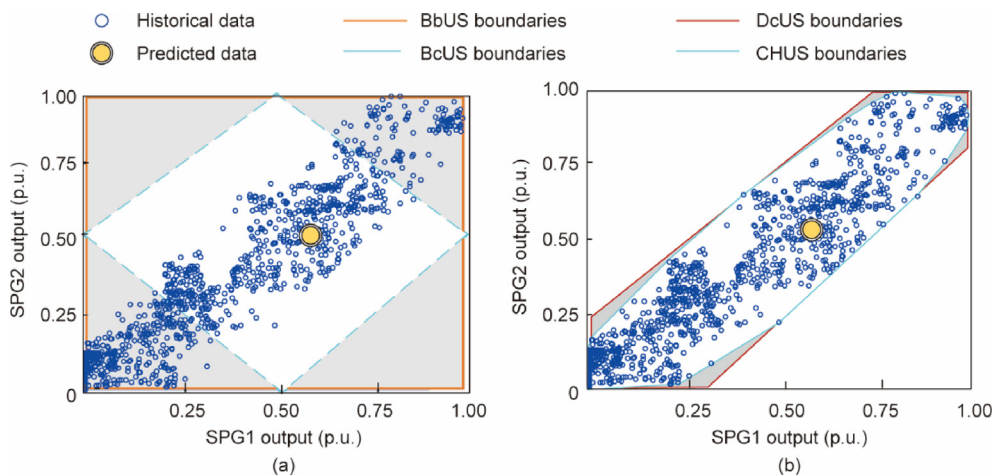 Historical data
BbUS boundaries
DcUS boundaries
Predicted data
BcUS boundaries
CHUS boundaries
1.00
0.75
0.50
0.25
0
SPG2 output (p.u.)
0.25
0.50
0.75
1.00
SPG1 output (p.u.)
(a)
1.00
0.75
0.50
0.25
0
SPG2 output (p.u.)
0.25
0.50
0.75
1.00
SPG1 output (p.u.)
(b)